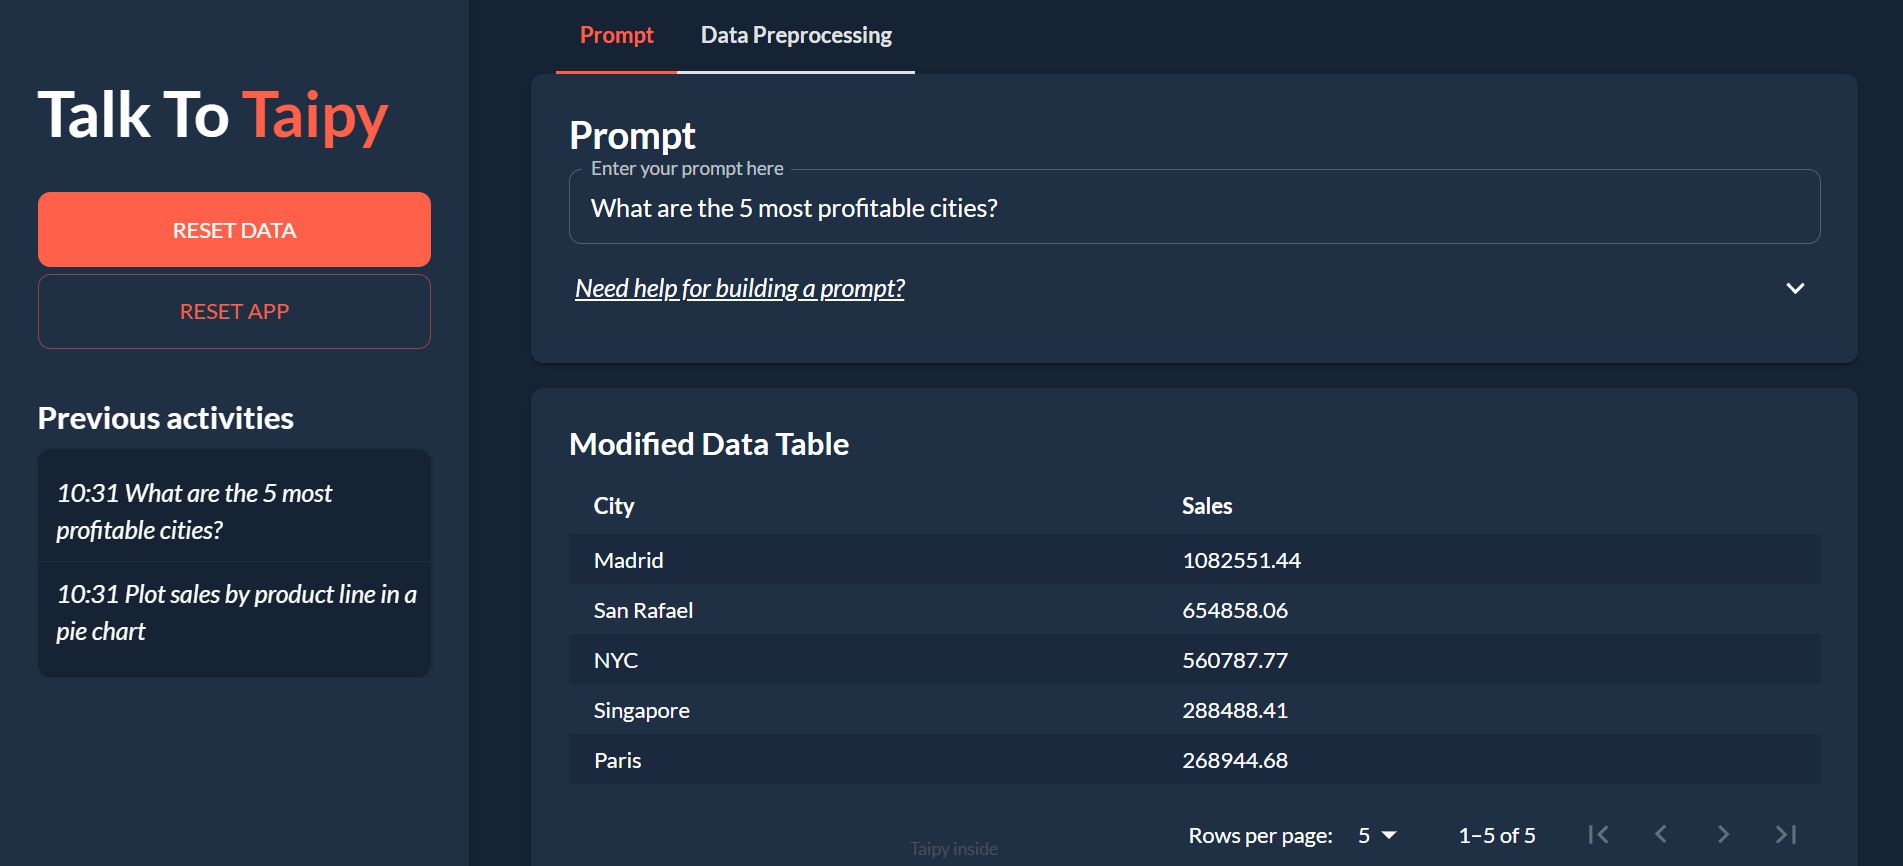 Talk To Taipy
RESET DATA
RESET APP
Previous activities
10:31 What are the 5 most
profitable cities?
10:31 Plot sales by product line in a
pie chart
Prompt Data Preprocessing
Prompt
Enter your prompt here
What are the 5 most profitable cities?
Need help for building a prompt?
Modified Data Table
City Sales
Madrid 1082551.44
San Rafael 654858.06
NYC 560787.77
Singapore 288488.41
Paris 268944.68
Rows per page: 5 1–5 of 5
Taipy inside